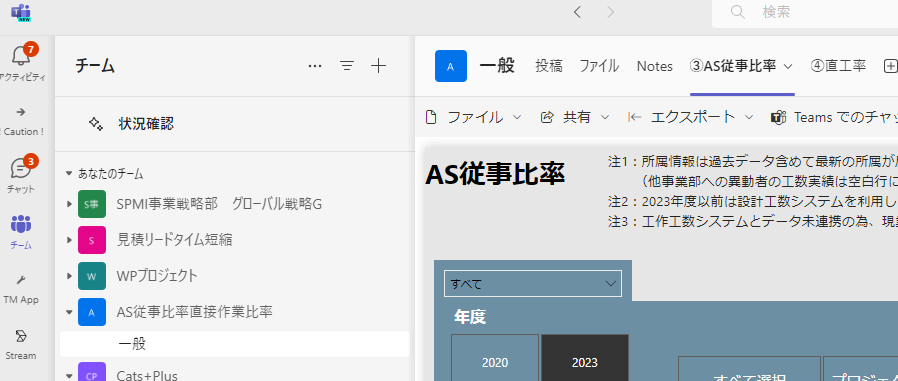 NEW
検索
7
アクティビティ
! Caution !
3
チャット
チーム
TM App
Stream
チーム
状況確認
あなたのチーム
S事 SPMI事業戦略部　グローバル戦略G
S 見積リードタイム短縮
W WPプロジェクト
A AS従事比率直接作業比率
一般
CP Cats+Plus
A 一般 投稿 ファイル Notes ③AS従事比率 ④直工率
ファイル 共有 エクスポート Teams でのチャッ
AS従事比率
注1：所属情報は過去データ含めて最新の所属が
（他事業部への異動者の工数実績は空白行に
注2：2023年度以前は設計工数システムを利用し
注3：工作工数システムとデータ未連携の為、現
すべて
年度
2020 2023
すべて選択 プロジェク